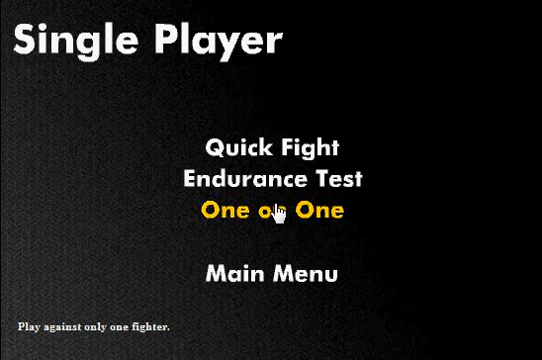 Single Player
Quick Fight
Endurance Test
One on One
Main Menu
Play against only one fighter.